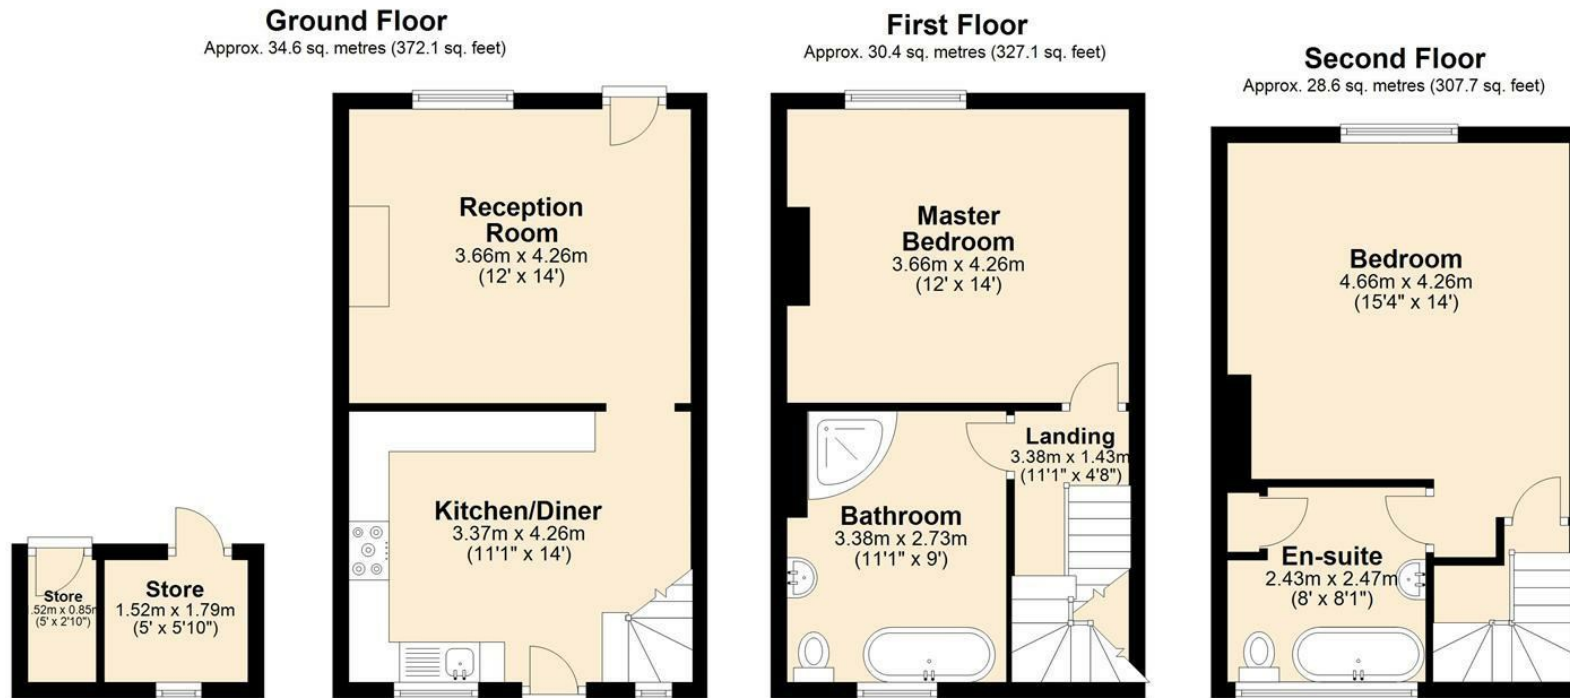 Ground Floor
Approx. 34.6 sq. metres (372.1 sq. feet)
Reception
Room
3.66m x 4.26m
(12' x 14')
Kitchen/Diner
3.37m x 4.26m
(11'1" x 14')
Store
.52m x 0.85m
(5' x 2'10")
Store
1.52m x 1.79m
(5' x 5'10")
First Floor
Approx. 30.4 sq. metres (327.1 sq. feet)
Master
Bedroom
3.66m x 4.26m
(12' x 14')
Landing
3.38m x 1.43m
(11'1" x 4'8")
Bathroom
3.38m x 2.73m
(11'1" x 9')
Second Floor
Approx. 28.6 sq. metres (307.7 sq. feet)
Bedroom
4.66m x 4.26m
(15'4" x 14')
En-suite
2.43m x 2.47m
(8' x 8'1")